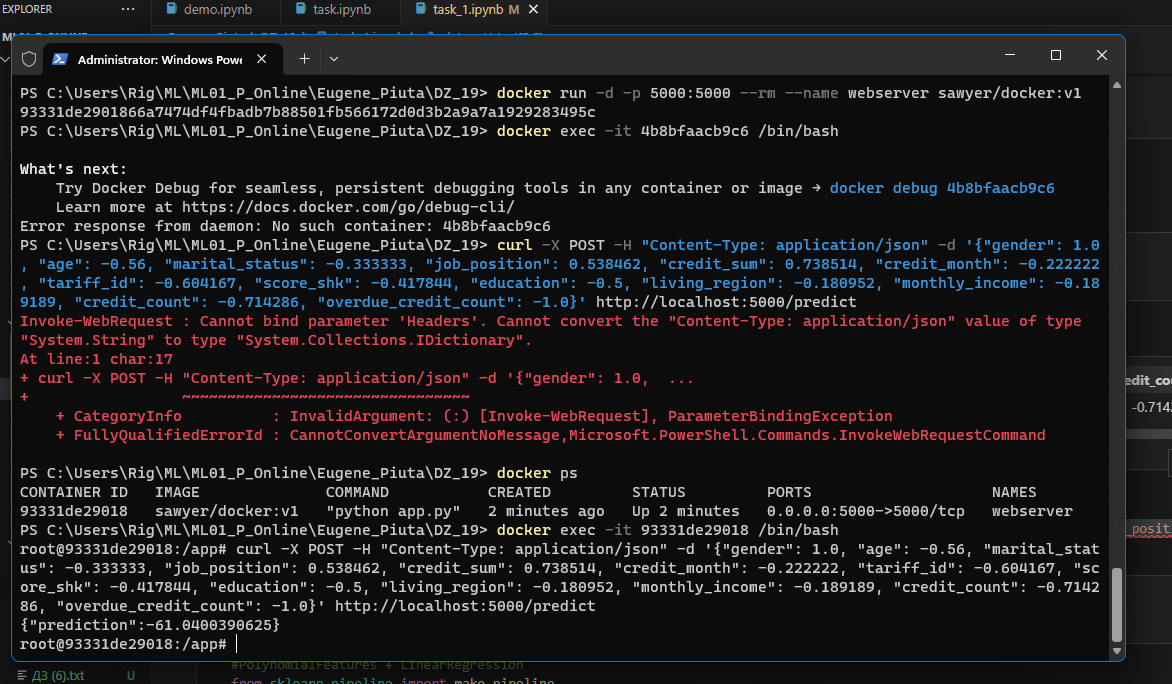 EXPLORER ... demo.ipynb task.ipynb task_1.ipynb M
Administrator: Windows Powe
PS C:\Users\Rig\ML\ML01_P_Online\Eugene_Piuta\DZ_19> docker run -d -p 5000:5000 --rm --name webserver sawyer/docker:v1
93331de2901866a7474df4fbadb7b88501fb566172d0d3b2a9a7a1929283495c
PS C:\Users\Rig\ML\ML01_P_Online\Eugene_Piuta\DZ_19> docker exec -it 4b8bfaacb9c6 /bin/bash
What's next:
Try Docker Debug for seamless, persistent debugging tools in any container or image → docker debug 4b8bfaacb9c6
Learn more at https://docs.docker.com/go/debug-cli/
Error response from daemon: No such container: 4b8bfaacb9c6
PS C:\Users\Rig\ML\ML01_P_Online\Eugene_Piuta\DZ_19> curl -X POST -H "Content-Type: application/json" -d '{"gender": 1.0
, "age": -0.56, "marital_status": -0.333333, "job_position": 0.538462, "credit_sum": 0.738514, "credit_month": -0.222222
, "tariff_id": -0.604167, "score_shk": -0.417844, "education": -0.5, "living_region": -0.180952, "monthly_income": -0.18
9189, "credit_count": -0.714286, "overdue_credit_count": -1.0}' http://localhost:5000/predict
Invoke-WebRequest : Cannot bind parameter 'Headers'. Cannot convert the "Content-Type: application/json" value of type
"System.String" to type "System.Collections.IDictionary".
At line:1 char:17
+ curl -X POST -H "Content-Type: application/json" -d '{"gender": 1.0,  ...
+                 ~~~~~~~~~~~~~~~~~~~~~~~~~~~~~~~~
+ CategoryInfo          : InvalidArgument: (:) [Invoke-WebRequest], ParameterBindingException
+ FullyQualifiedErrorId : CannotConvertArgumentNoMessage,Microsoft.PowerShell.Commands.InvokeWebRequestCommand
PS C:\Users\Rig\ML\ML01_P_Online\Eugene_Piuta\DZ_19> docker ps
CONTAINER ID   IMAGE              COMMAND           CREATED         STATUS         PORTS                    NAMES
93331de29018   sawyer/docker:v1   "python app.py"   2 minutes ago   Up 2 minutes   0.0.0.0:5000->5000/tcp   webserver
PS C:\Users\Rig\ML\ML01_P_Online\Eugene_Piuta\DZ_19> docker exec -it 93331de29018 /bin/bash
root@93331de29018:/app# curl -X POST -H "Content-Type: application/json" -d '{"gender": 1.0, "age": -0.56, "marital_stat
us": -0.333333, "job_position": 0.538462, "credit_sum": 0.738514, "credit_month": -0.222222, "tariff_id": -0.604167, "sc
ore_shk": -0.417844, "education": -0.5, "living_region": -0.180952, "monthly_income": -0.189189, "credit_count": -0.7142
86, "overdue_credit_count": -1.0}' http://localhost:5000/predict
{"prediction":-61.0400390625}
root@93331de29018:/app#
edit_cou
-0.7142
_posit
ДЗ (6).txt U
#PolynomialFeatures + LinearRegression
from sklearn.pipeline import make_pipeline